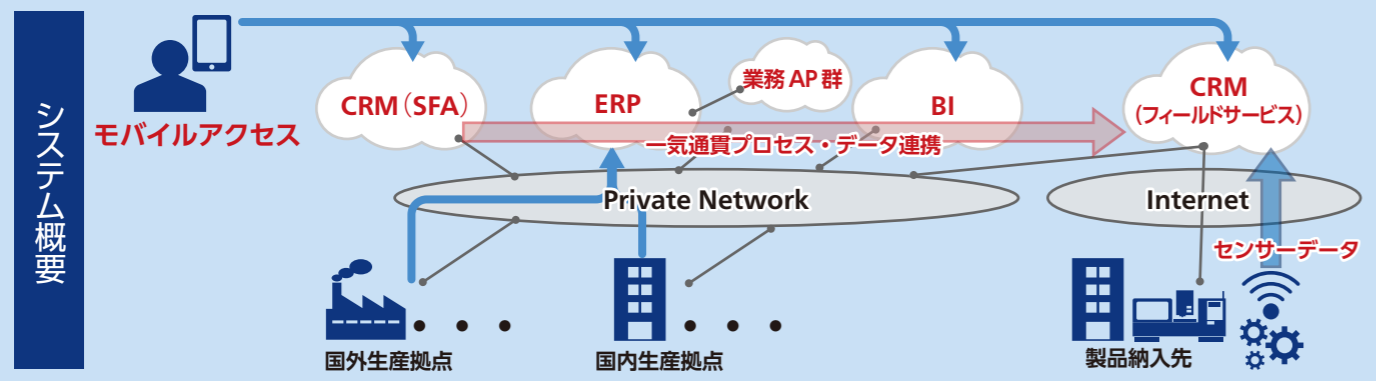 システム概要
モバイルアクセス
CRM（SFA）
ERP
業務 AP 群
BI
CRM
（フィールドサービス）
一気通貫プロセス・データ連携
Private Network
Internet
センサーデータ
国外生産拠点
国内生産拠点
製品納入先